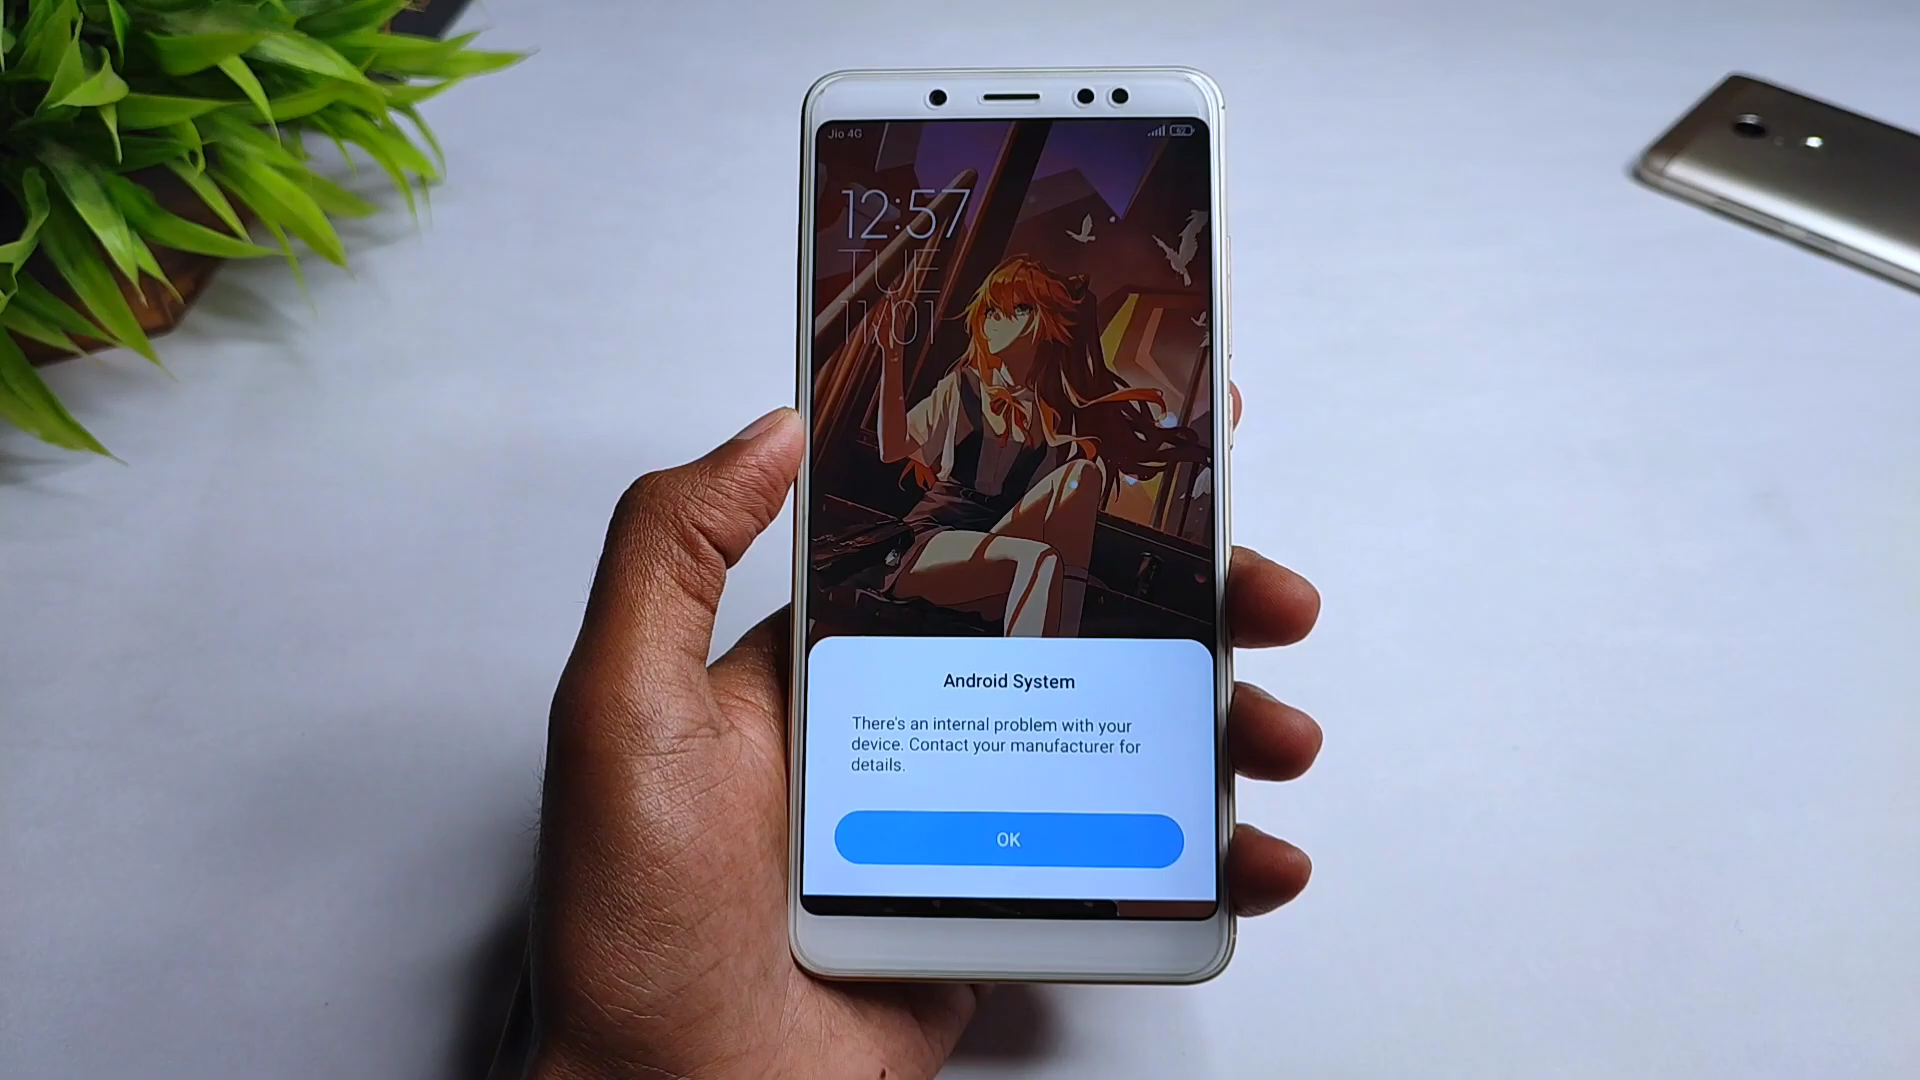 Jio 4G
62
12:57
TUE
11/01
Android System
There's an internal problem with your
device. Contact your manufacturer for
details.
OK